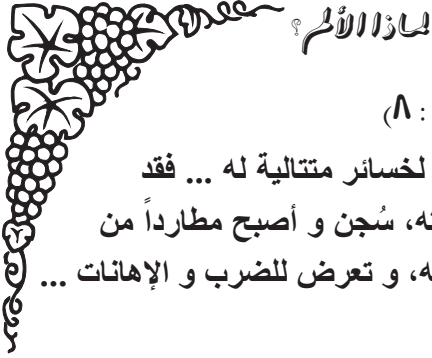 لماذا الألم؟
: ٨)
لخسائر متتالية له ... فقد
سُجن و أصبح مطارداً من
و تعرض للضرب و الإهانات ...